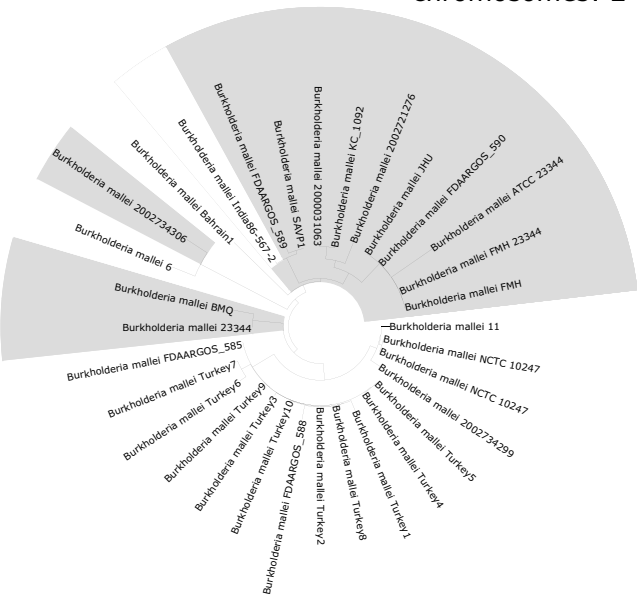 Burkholderia mallei FDAARGOS_589
Burkholderia mallei SAVP1
Burkholderia mallei 2000031063
Burkholderia mallei KC_1092
Burkholderia mallei 2002721276
Burkholderia mallei JHU
Burkholderia mallei FDAARGOS_590
Burkholderia mallei ATCC 23344
Burkholderia mallei FMH 23344
Burkholderia mallei FMH
Burkholderia mallei 11
Burkholderia mallei NCTC 10247
Burkholderia mallei NCTC 10247
Burkholderia mallei 2002734299
Burkholderia mallei Turkey5
Burkholderia mallei Turkey4
Burkholderia mallei Turkey1
Burkholderia mallei Turkey8
Burkholderia mallei Turkey2
Burkholderia mallei FDAARGOS_588
Burkholderia mallei Turkey10
Burkholderia mallei Turkey3
Burkholderia mallei Turkey9
Burkholderia mallei Turkey6
Burkholderia mallei Turkey7
Burkholderia mallei FDAARGOS_585
Burkholderia mallei 23344
Burkholderia mallei BMQ
Burkholderia mallei 6
Burkholderia mallei 2002734306
Burkholderia mallei Bahrain1
Burkholderia mallei India86-567-2